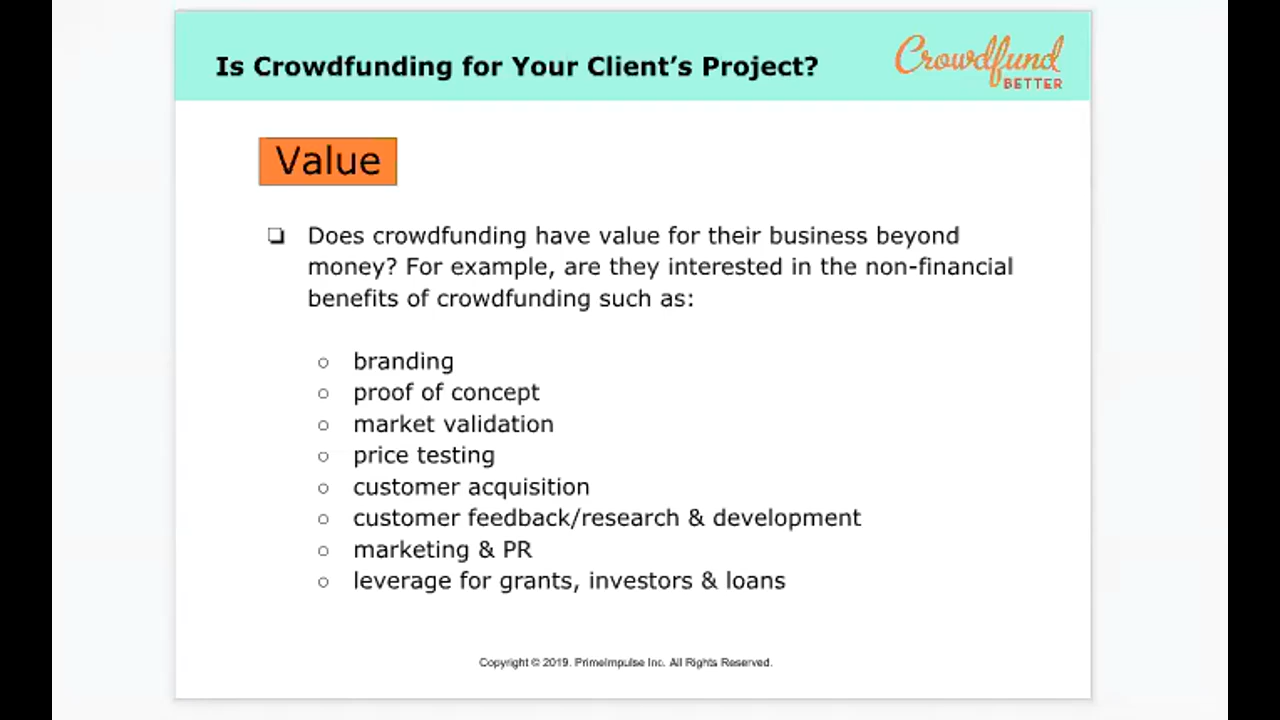 Is Crowdfunding for Your Client's Project?
Crowdfund
BETTER
Value
❏ Does crowdfunding have value for their business beyond
money? For example, are they interested in the non-financial
benefits of crowdfunding such as:
○ branding
○ proof of concept
○ market validation
○ price testing
○ customer acquisition
○ customer feedback/research & development
○ marketing & PR
○ leverage for grants, investors & loans
Copyright © 2019. PrimeImpulse Inc. All Rights Reserved.